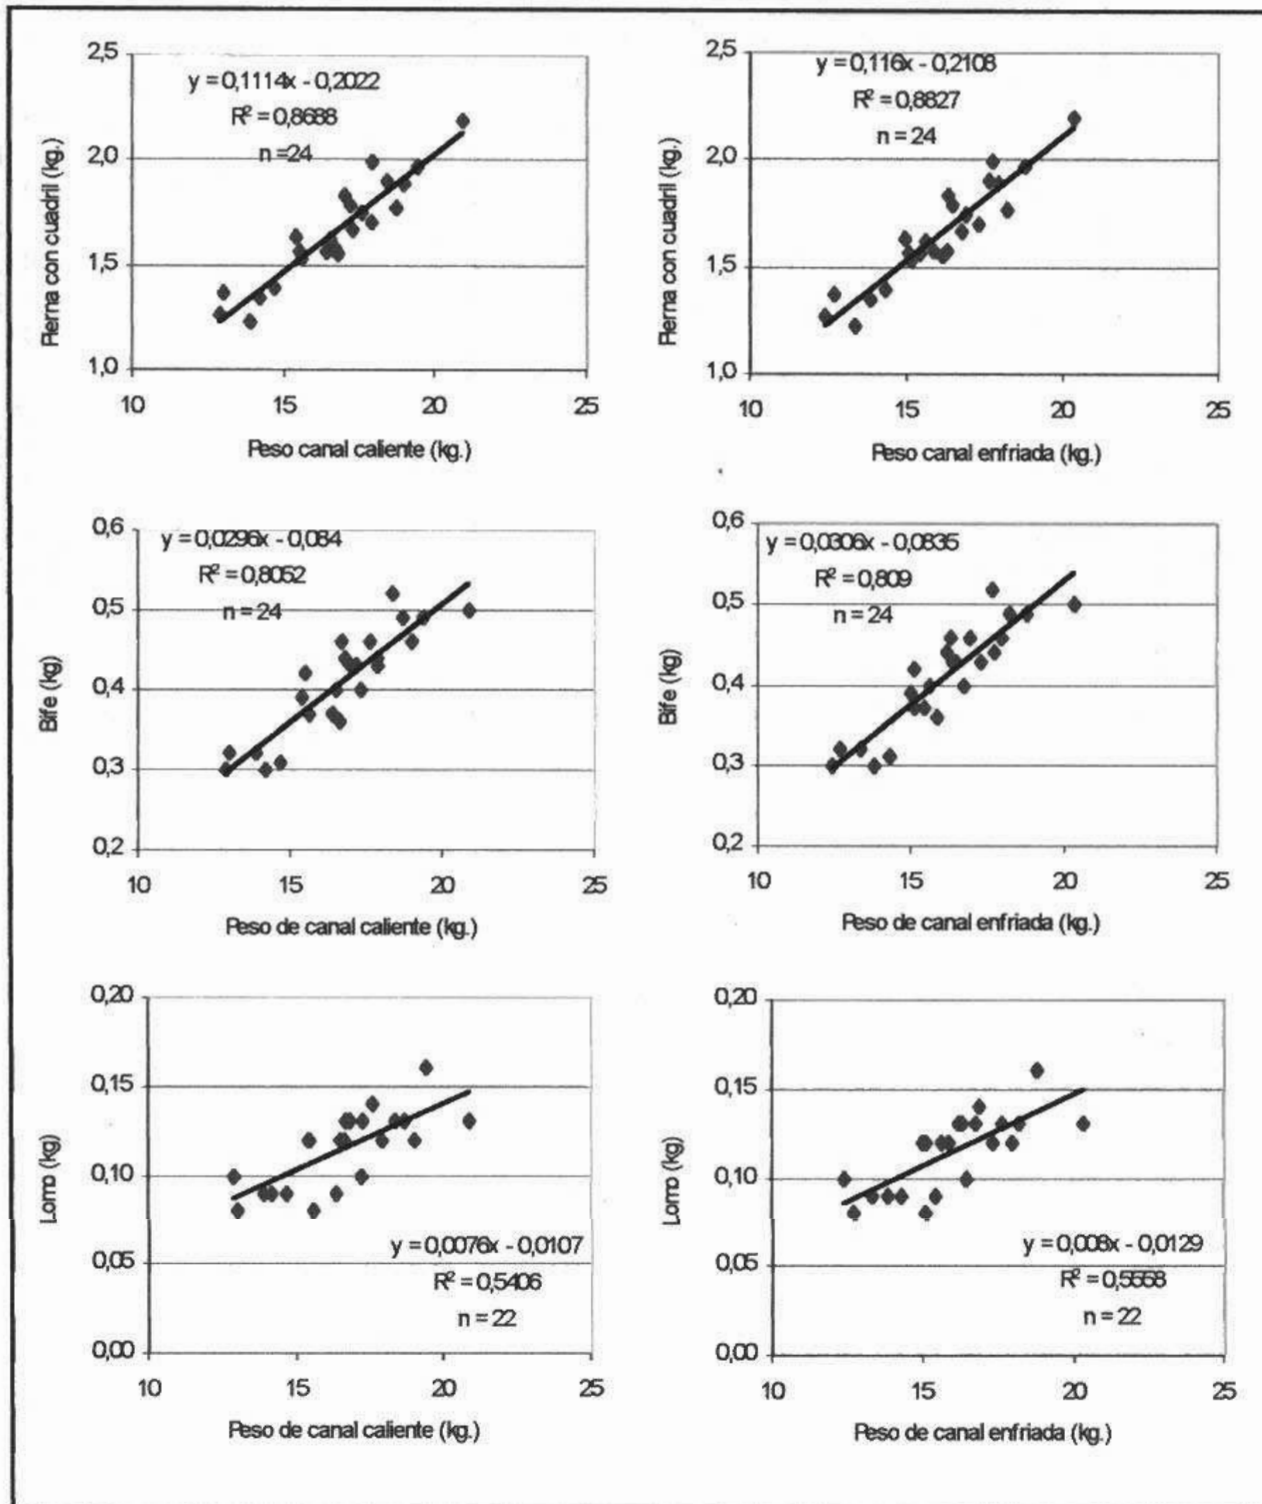 2,5
y = 0,1114x - 0,2022
R² = 0,8688
n =24
2,0
1,5
1,0
Pierna con cuadril (kg.)
10 15 20 25
Peso canal caliente (kg.)
2,5
y = 0,116x - 0,2108
R² = 0,8827
n = 24
2,0
1,5
1,0
Pierna con cuadril (kg.)
10 15 20 25
Peso canal enfriada (kg.)
0,6
y = 0,0296x - 0,084
R² = 0,8052
0,5
n = 24
0,4
0,3
0,2
Bife (kg)
10 15 20 25
Peso de canal caliente (kg.)
0,6
y = 0,0306x - 0,0835
R² = 0,809
0,5
n = 24
0,4
0,3
0,2
Bife (kg)
10 15 20 25
Peso de canal enfriada (kg.)
0,20
0,15
0,10
0,05
0,00
Lomo (kg)
y = 0,0076x - 0,0107
R² = 0,5406
n = 22
10 15 20 25
Peso de canal caliente (kg.)
0,20
0,15
0,10
0,05
0,00
Lomo (kg)
y = 0,008x - 0,0129
R² = 0,5568
n = 22
10 15 20 25
Peso de canal enfriada (kg.)